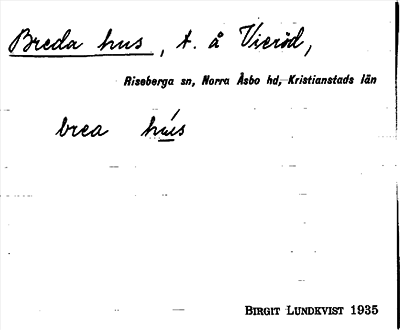 Breda hus, t. å Vieröd,
Riseberga sn, Norra Åsbo hd, Kristianstads län
brea hús
BIRGIT LUNDKVIST 1935